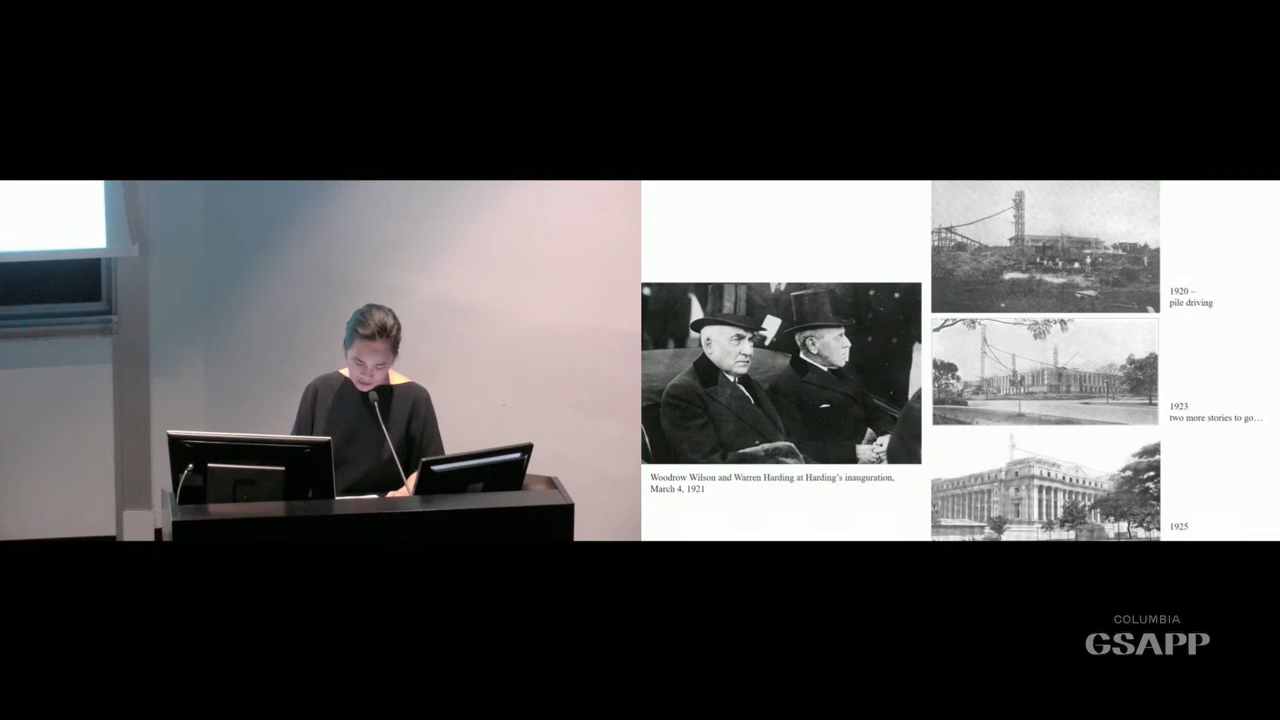 1920 –
pile driving
1923
two more stories to go…
Woodrow Wilson and Warren Harding at Harding's inauguration,
March 4, 1921
1925
COLUMBIA
GSAPP